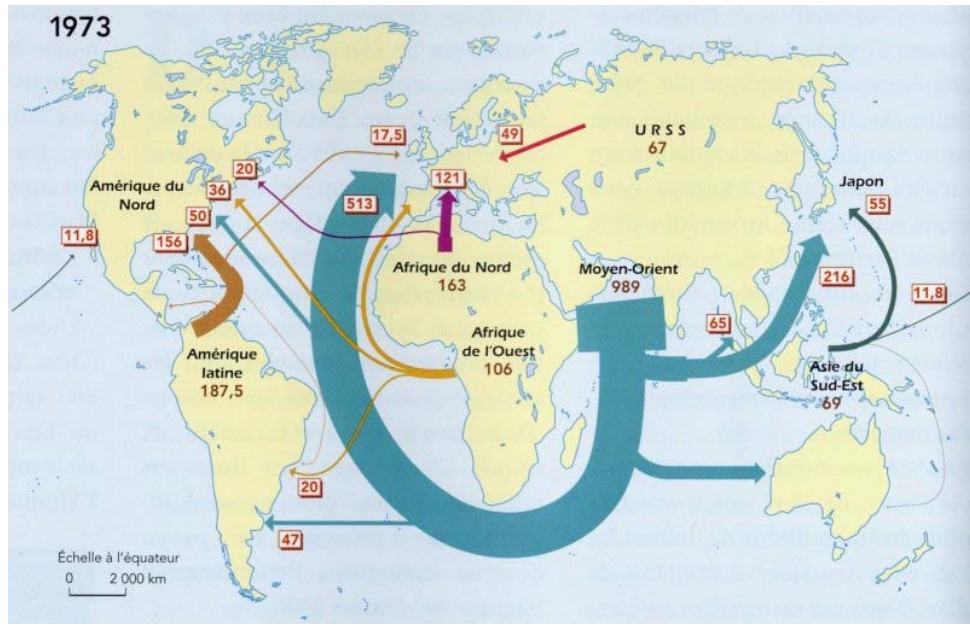 1973
17,5
49
U R S S
67
20
121
Amérique du
Nord
36
513
Japon
55
50
11,8
156
Afrique du Nord
163
Moyen-Orient
989
216
11,8
65
Afrique
de l'Ouest
106
Amérique
latine
187,5
Asie du
Sud-Est
69
20
47
Échelle à l'équateur
0 2 000 km